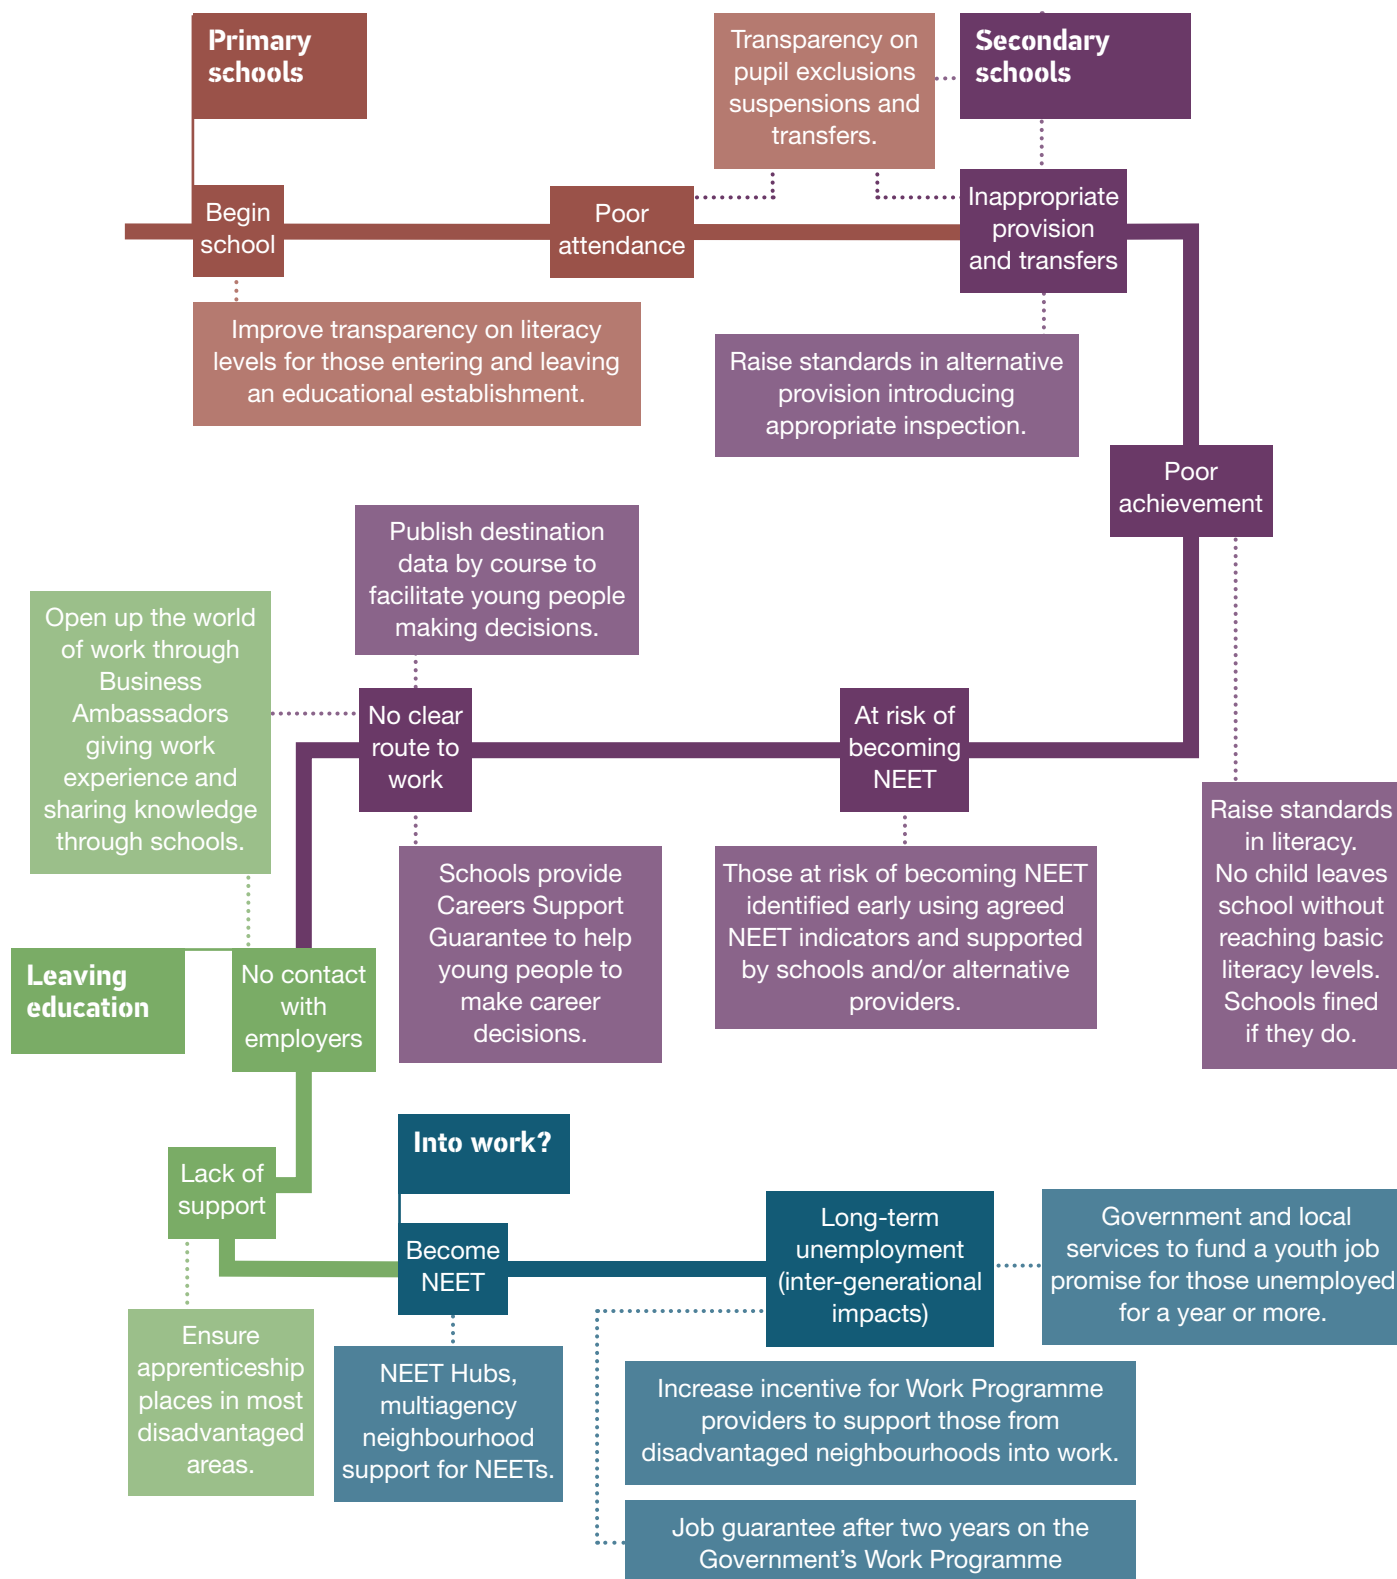 Primary
schools
Transparency on
pupil exclusions
suspensions and
transfers.
Secondary
schools
Begin
school
Poor
attendance
Inappropriate
provision
and transfers
Improve transparency on literacy
levels for those entering and leaving
an educational establishment.
Raise standards in alternative
provision introducing
appropriate inspection.
Poor
achievement
Publish destination
data by course to
facilitate young people
making decisions.
Open up the world
of work through
Business
Ambassadors
giving work
experience and
sharing knowledge
through schools.
No clear
route to
work
At risk of
becoming
NEET
Raise standards
in literacy.
No child leaves
school without
reaching basic
literacy levels.
Schools fined
if they do.
Schools provide
Careers Support
Guarantee to help
young people to
make career
decisions.
Those at risk of becoming NEET
identified early using agreed
NEET indicators and supported
by schools and/or alternative
providers.
Leaving
education
No contact
with
employers
Into work?
Lack of
support
Become
NEET
Long-term
unemployment
(inter-generational
impacts)
Government and local
services to fund a youth job
promise for those unemployed
for a year or more.
Ensure
apprenticeship
places in most
disadvantaged
areas.
NEET Hubs,
multiagency
neighbourhood
support for NEETs.
Increase incentive for Work Programme
providers to support those from
disadvantaged neighbourhoods into work.
Job guarantee after two years on the
Government’s Work Programme